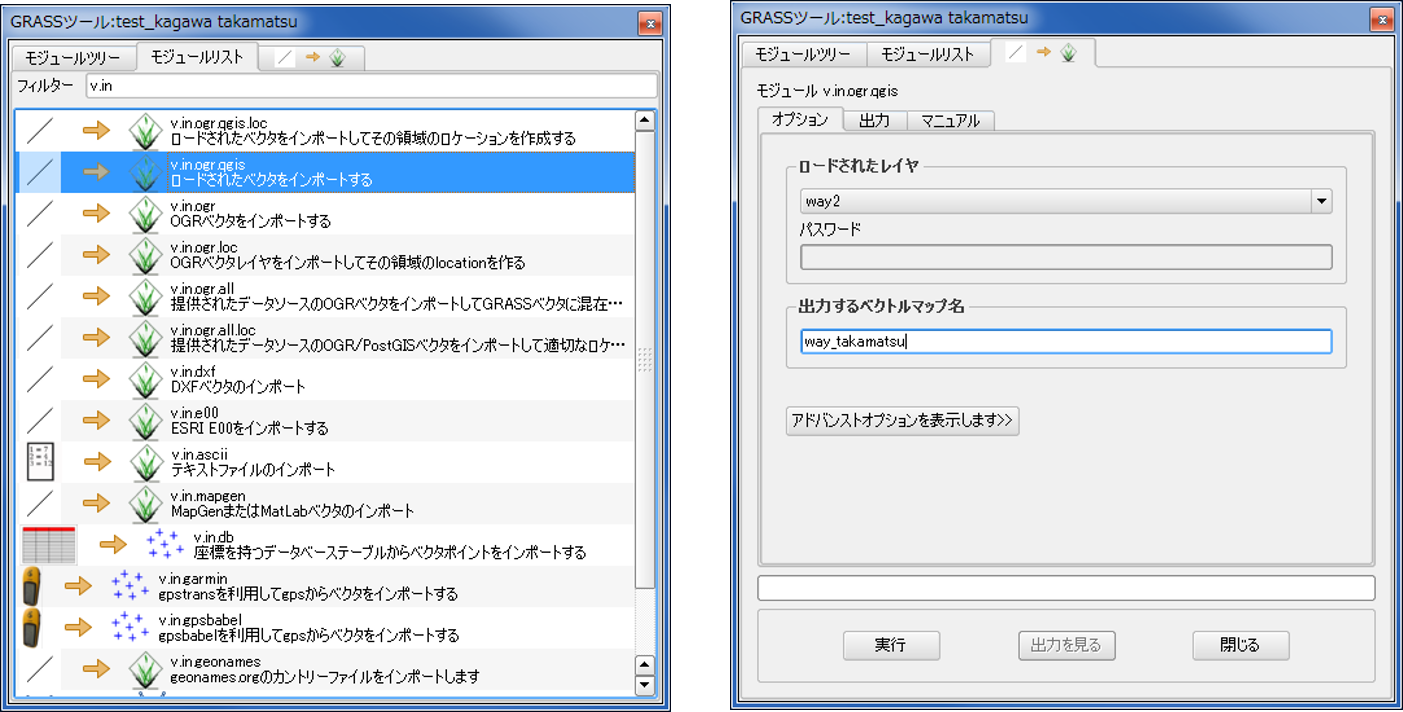 GRASSツール:test_kagawa takamatsu
モジュールツリー
モジュールリスト
フィルター
v.in
v.in.ogr.qgis.loc
ロードされたベクタをインポートしてその領域のロケーションを作成する
v.in.ogr.qgis
ロードされたベクタをインポートする
v.in.ogr
OGRベクタをインポートする
v.in.ogr.loc
OGRベクタレイヤをインポートしてその領域のlocationを作る
v.in.ogr.all
提供されたデータソースのOGRベクタをインポートしてGRASSベクタに混在…
v.in.ogr.all.loc
提供されたデータソースのOGR/PostGISベクタをインポートして適切なロケ…
v.in.dxf
DXFベクタのインポート
v.in.e00
ESRI E00をインポートする
v.in.ascii
テキストファイルのインポート
v.in.mapgen
MapGenまたはMatLabベクタのインポート
v.in.db
座標を持つデータベーステーブルからベクタポイントをインポートする
v.in.garmin
gpstransを利用してgpsからベクタをインポートする
v.in.gpsbabel
gpsbabelを利用してgpsからベクタをインポートする
v.in.geonames
geonames.orgのカントリーファイルをインポートします
GRASSツール:test_kagawa takamatsu
モジュールツリー
モジュールリスト
モジュール v.in.ogr.qgis
オプション
出力
マニュアル
ロードされたレイヤ
way2
パスワード
出力するベクトルマップ名
way_takamatsu
アドバンストオプションを表示します>>
実行
出力を見る
閉じる